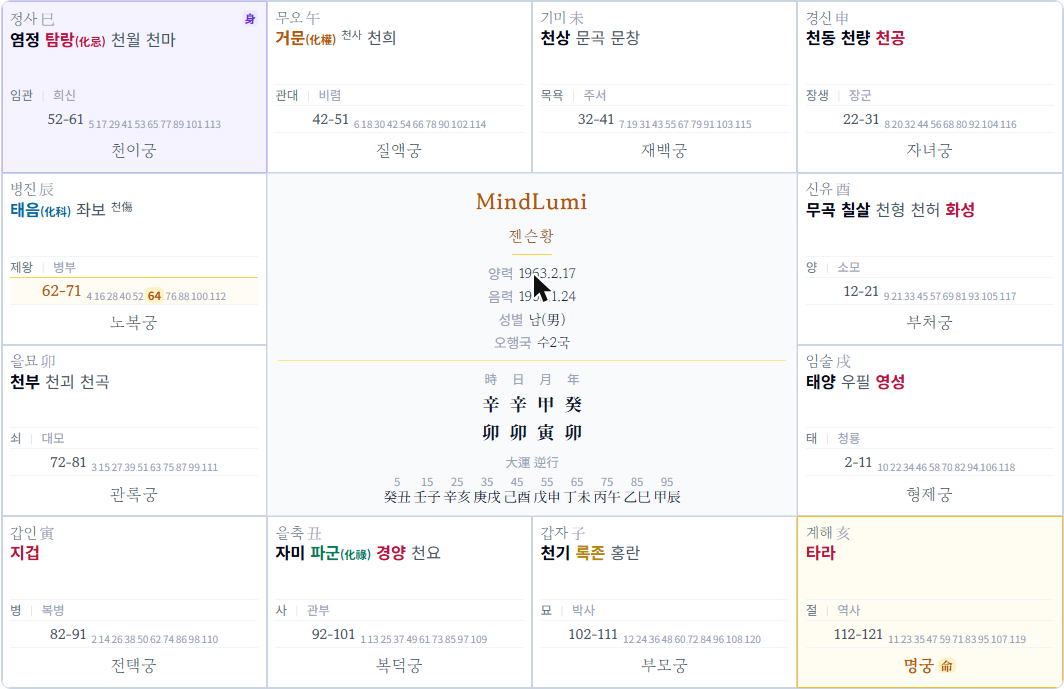 정사 巳 身
염정 탐랑(化忌) 천월 천마
임관 희신
52-61 5 17 29 41 53 65 77 89 101 113
천이궁
무오 午
거문(化權) 천사 천희
관대 비렴
42-51 6 18 30 42 54 66 78 90 102 114
질액궁
기미 未
천상 문곡 문창
목욕 주서
32-41 7 19 31 43 55 67 79 91 103 115
재백궁
경신 申
천동 천량 천공
장생 장군
22-31 8 20 32 44 56 68 80 92 104 116
자녀궁
병진 辰
태음(化科) 좌보 천傷
제왕 병부
62-71 4 16 28 40 52 64 76 88 100 112
노복궁
MindLumi
젠슨황
양력 1963.2.17
음력 1.24
성별 남(男)
오행국 수2국
時 日 月 年
辛 辛 甲 癸
卯 卯 寅 卯
大運 逆行
5 15 25 35 45 55 65 75 85 95
癸丑 壬子 辛亥 庚戌 己酉 戊申 丁未 丙午 乙巳 甲辰
신유 酉
무곡 칠살 천형 천허 화성
양 소모
12-21 9 21 33 45 57 69 81 93 105 117
부처궁
을묘 卯
천부 천괴 천곡
쇠 대모
72-81 3 15 27 39 51 63 75 87 99 111
관록궁
임술 戌
태양 우필 영성
태 청룡
2-11 10 22 34 46 58 70 82 94 106 118
형제궁
갑인 寅
지겁
병 복병
82-91 2 14 26 38 50 62 74 86 98 110
전택궁
을축 丑
자미 파군(化祿) 경양 천요
사 관부
92-101 1 13 25 37 49 61 73 85 97 109
복덕궁
갑자 子
천기 록존 홍란
묘 박사
102-111 12 24 36 48 60 72 84 96 108 120
부모궁
계해 亥
타라
절 역사
112-121 11 23 35 47 59 71 83 95 107 119
명궁 命